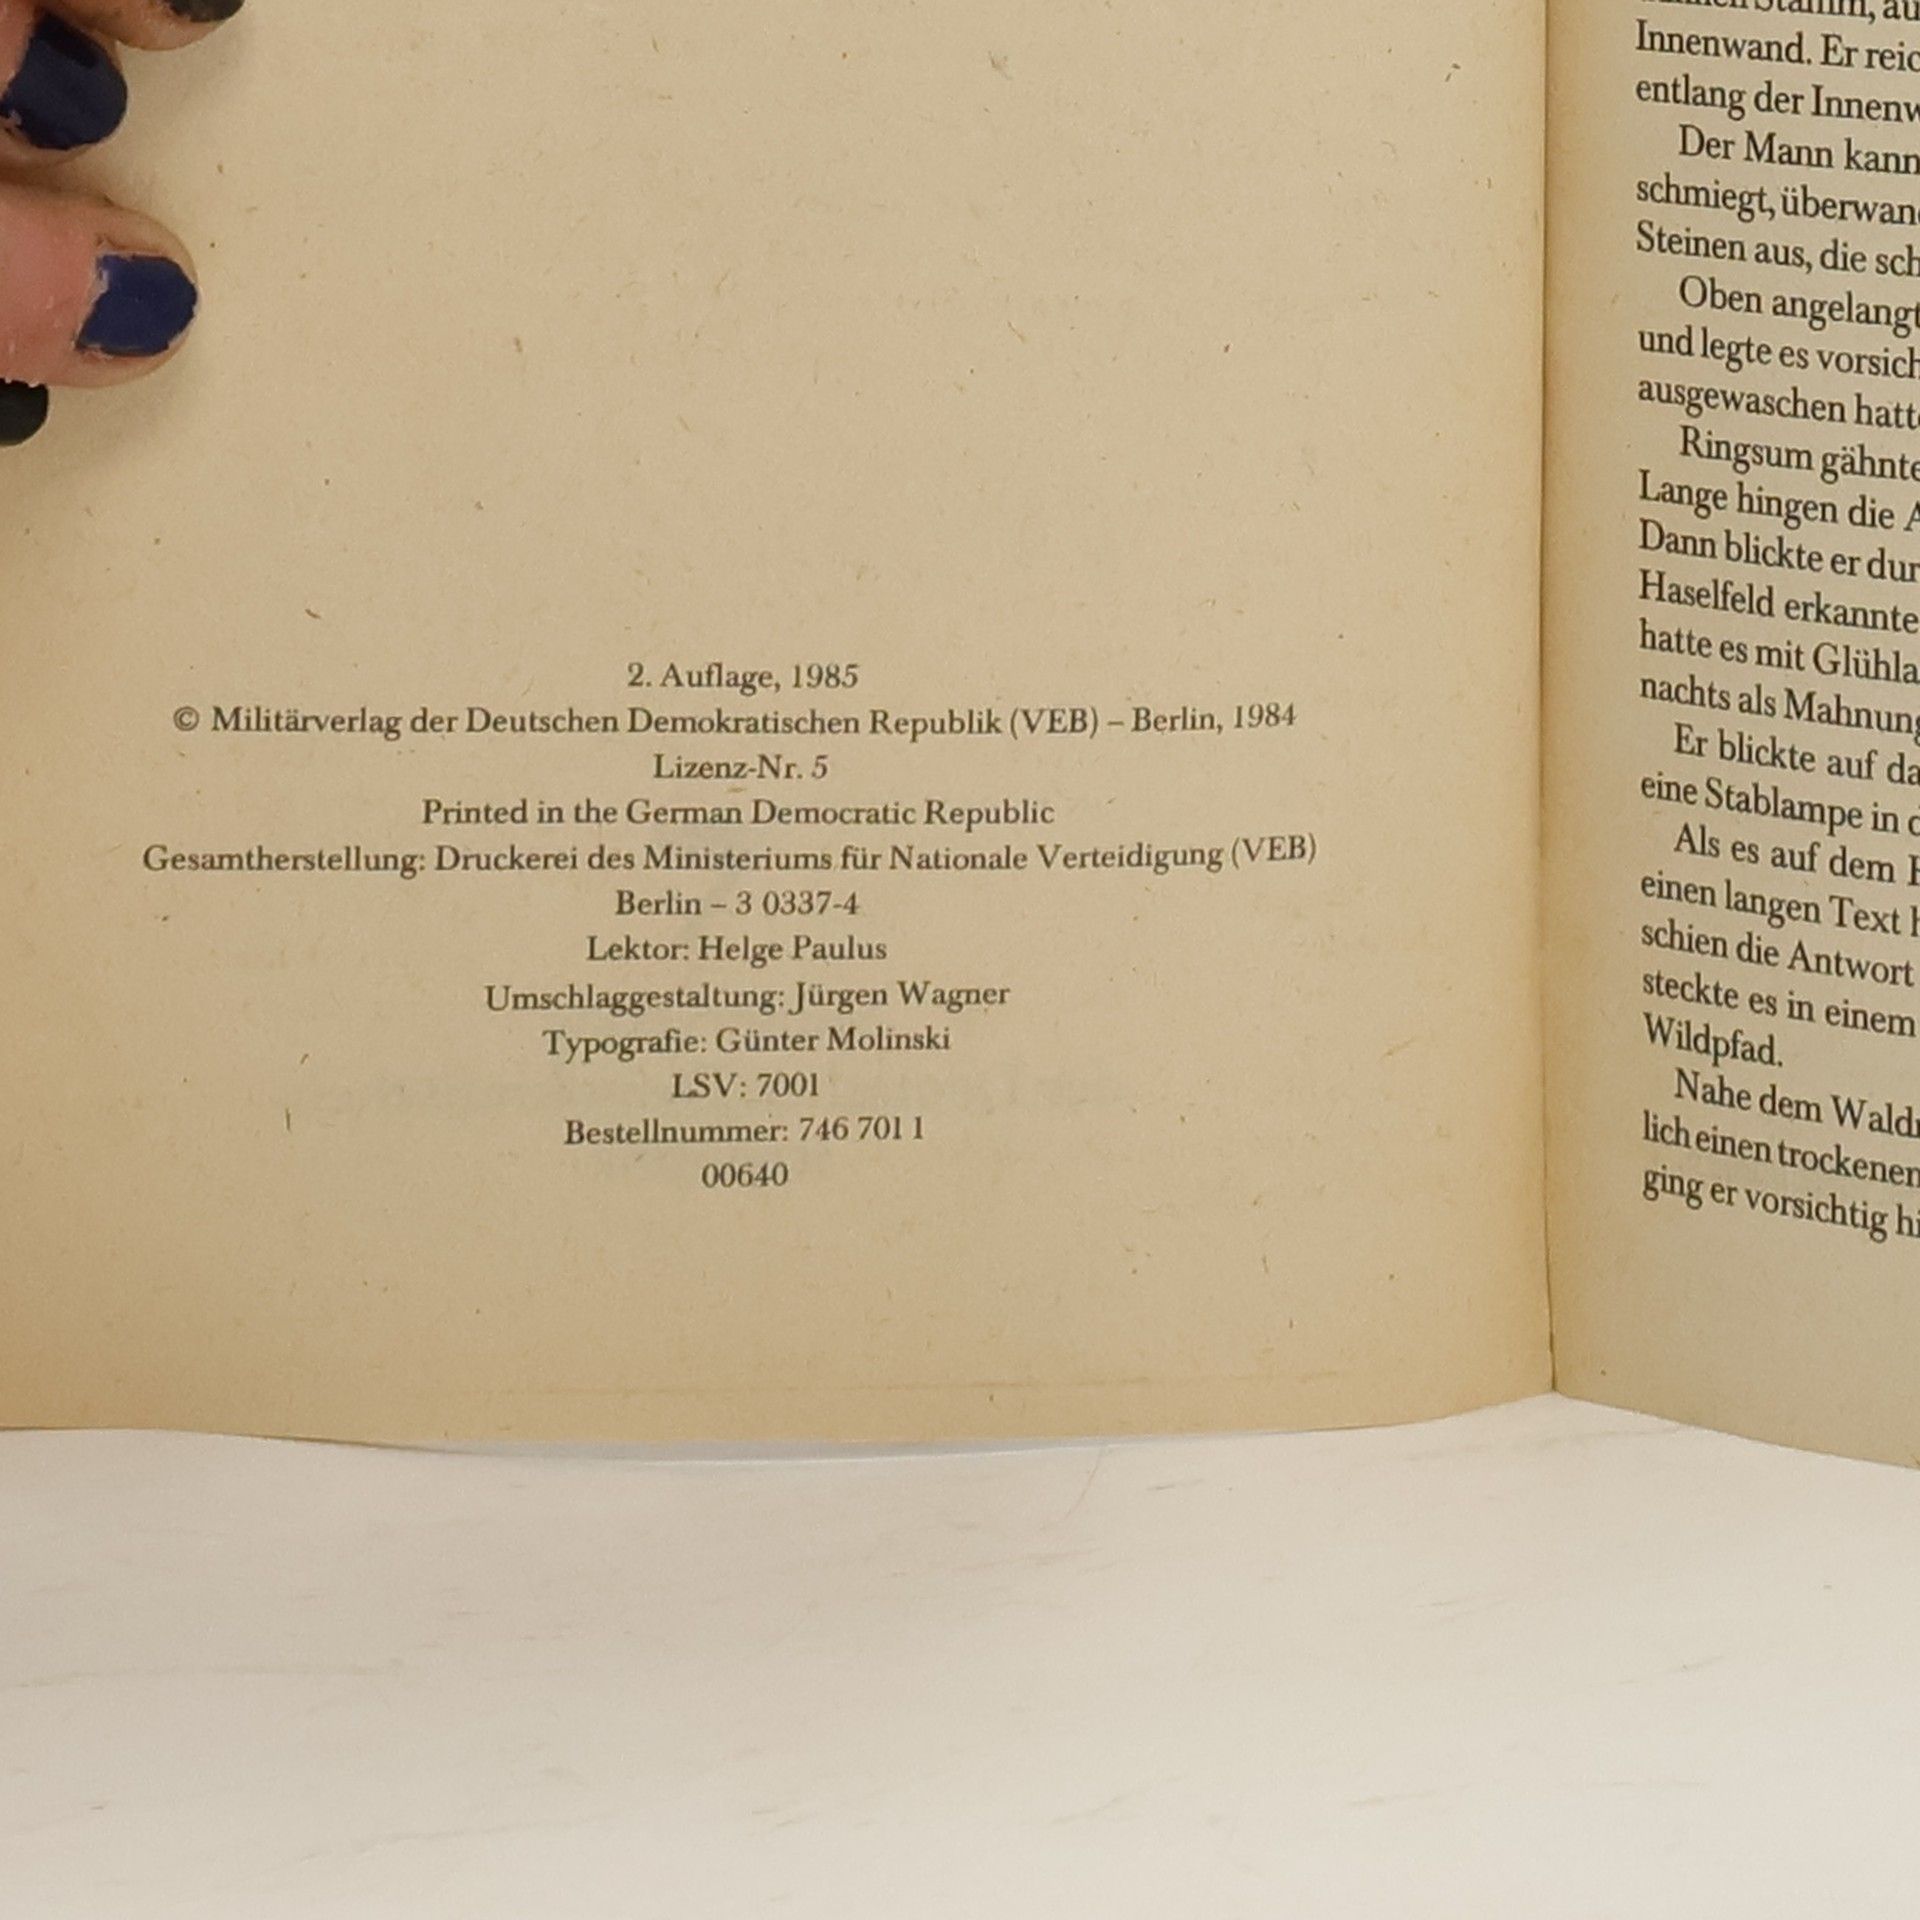 2. Auflage, 1985
© Militärverlag der Deutschen Demokratischen Republik (VEB) – Berlin, 1984
Lizenz-Nr. 5
Printed in the German Democratic Republic
Gesamtherstellung: Druckerei des Ministeriums für Nationale Verteidigung (VEB)
Berlin – 3 0337-4
Lektor: Helge Paulus
Umschlaggestaltung: Jürgen Wagner
Typografie: Günter Molinski
LSV: 7001
Bestellnummer: 746 701 1
00640
Stamm, au
Innenwand. Er reic
entlang der Innenw
Der Mann kann
schmiegt, überwand
Steinen aus, die sch
Oben angelangt
und legte es vorsich
ausgewaschen hatte
Ringsum gähnte
Lange hingen die A
Dann blickte er dur
Haselfeld erkannte
hatte es mit Glühla
nachts als Mahnung
Er blickte auf da
eine Stablampe in d
Als es auf dem
einen langen Text h
schien die Antwort
steckte es in einem
Wildpfad.
Nahe dem Waldr
lich einen trockenen
ging er vorsichtig hi